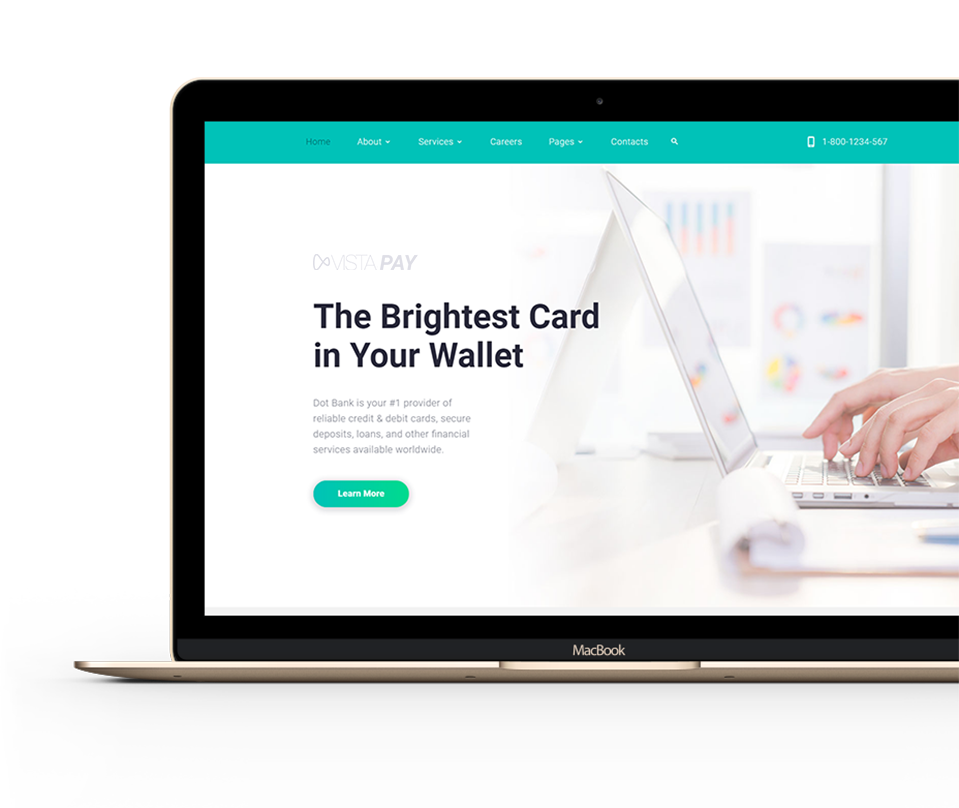 Home About Services Careers Pages Contacts 1-800-1234-567
VISTA PAY
The Brightest Card
in Your Wallet
Dot Bank is your #1 provider of
reliable credit & debit cards, secure
deposits, loans, and other financial
services available worldwide.
Learn More
MacBook